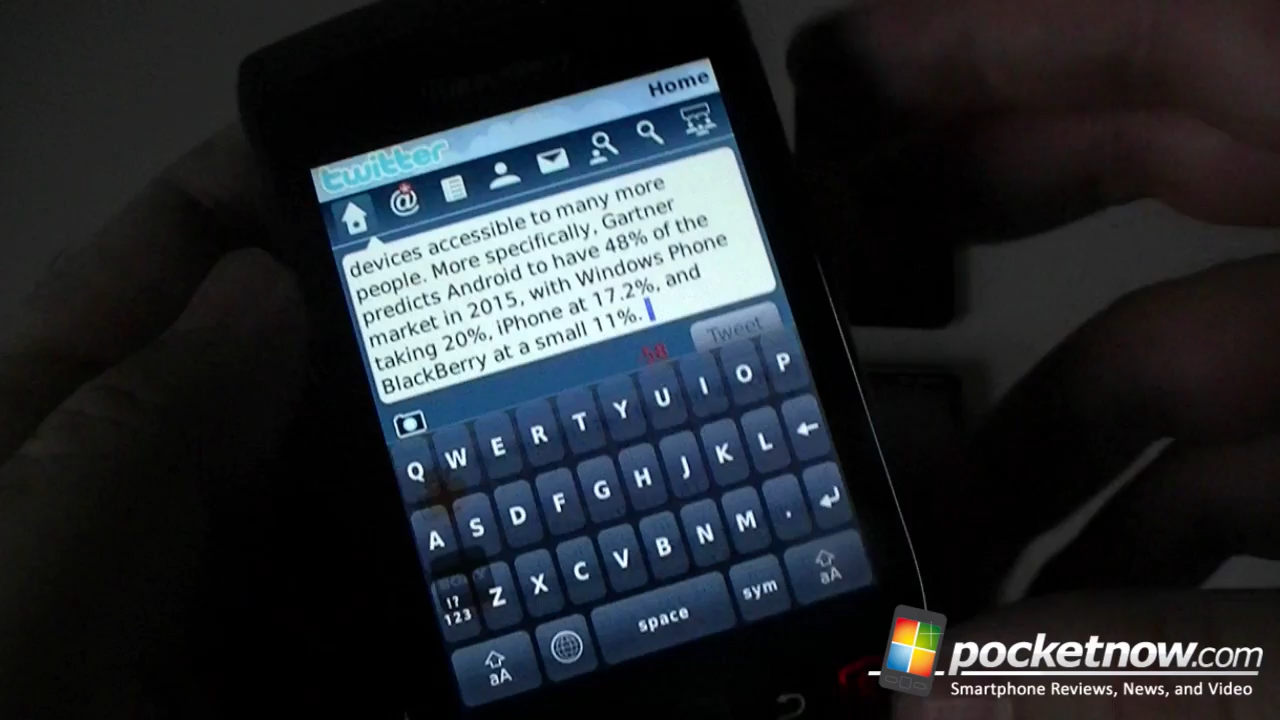 Home
twitter
devices accessible to many more
people. More specifically, Gartner
predicts Android to have 48% of the
market in 2015, with Windows Phone
taking 20%, iPhone at 17.2%, and
BlackBerry at a small 11%.
58
Tweet
Q W E R T Y U I O P
A S D F G H J K L
!?
123
Z X C V B N M .
aA
space
sym
aA
pocketnow.com
Smartphone Reviews, News, and Video